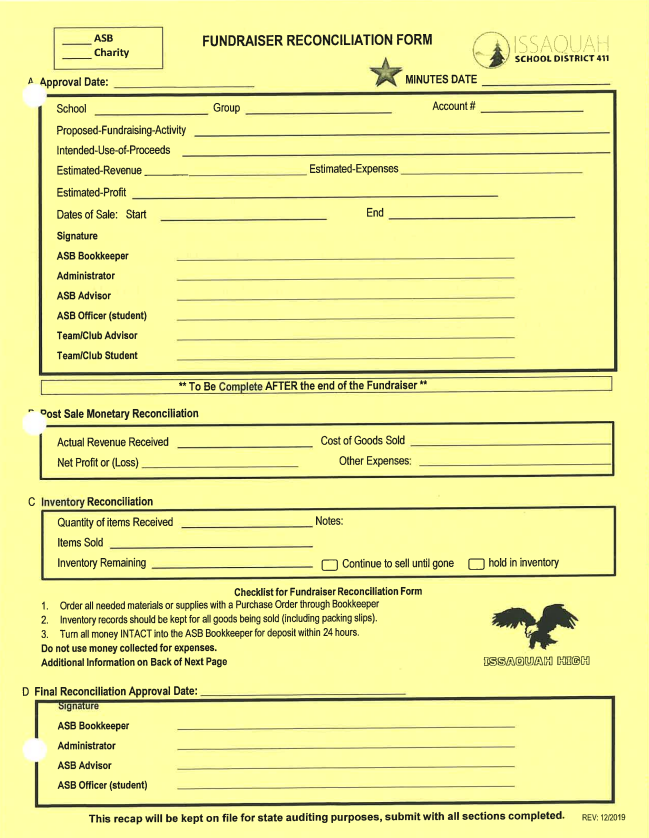 _____ ASB
_____ Charity
FUNDRAISER RECONCILIATION FORM
ISSAQUAH
SCHOOL DISTRICT 411
A Approval Date: ____________________
MINUTES DATE ____________________
School ________________ Group ____________________ Account # ______________
Proposed-Fundraising-Activity ____________________
Intended-Use-of-Proceeds ____________________
Estimated-Revenue ____________________ Estimated-Expenses ____________________
Estimated-Profit ____________________
Dates of Sale: Start ____________________ End ____________________
Signature
ASB Bookkeeper ____________________
Administrator ____________________
ASB Advisor ____________________
ASB Officer (student) ____________________
Team/Club Advisor ____________________
Team/Club Student ____________________
** To Be Complete AFTER the end of the Fundraiser **
Post Sale Monetary Reconciliation
Actual Revenue Received ____________________ Cost of Goods Sold ____________________
Net Profit or (Loss) ____________________ Other Expenses: ____________________
C Inventory Reconciliation
Quantity of items Received ____________________ Notes:
Items Sold ____________________
Inventory Remaining ____________________ Continue to sell until gone hold in inventory
Checklist for Fundraiser Reconciliation Form
1. Order all needed materials or supplies with a Purchase Order through Bookkeeper
2. Inventory records should be kept for all goods being sold (including packing slips).
3. Turn all money INTACT into the ASB Bookkeeper for deposit within 24 hours.
Do not use money collected for expenses.
Additional Information on Back of Next Page
ISSAQUAH HIGH
D Final Reconciliation Approval Date: ____________________
Signature
ASB Bookkeeper ____________________
Administrator ____________________
ASB Advisor ____________________
ASB Officer (student) ____________________
This recap will be kept on file for state auditing purposes, submit with all sections completed. REV: 12/2019